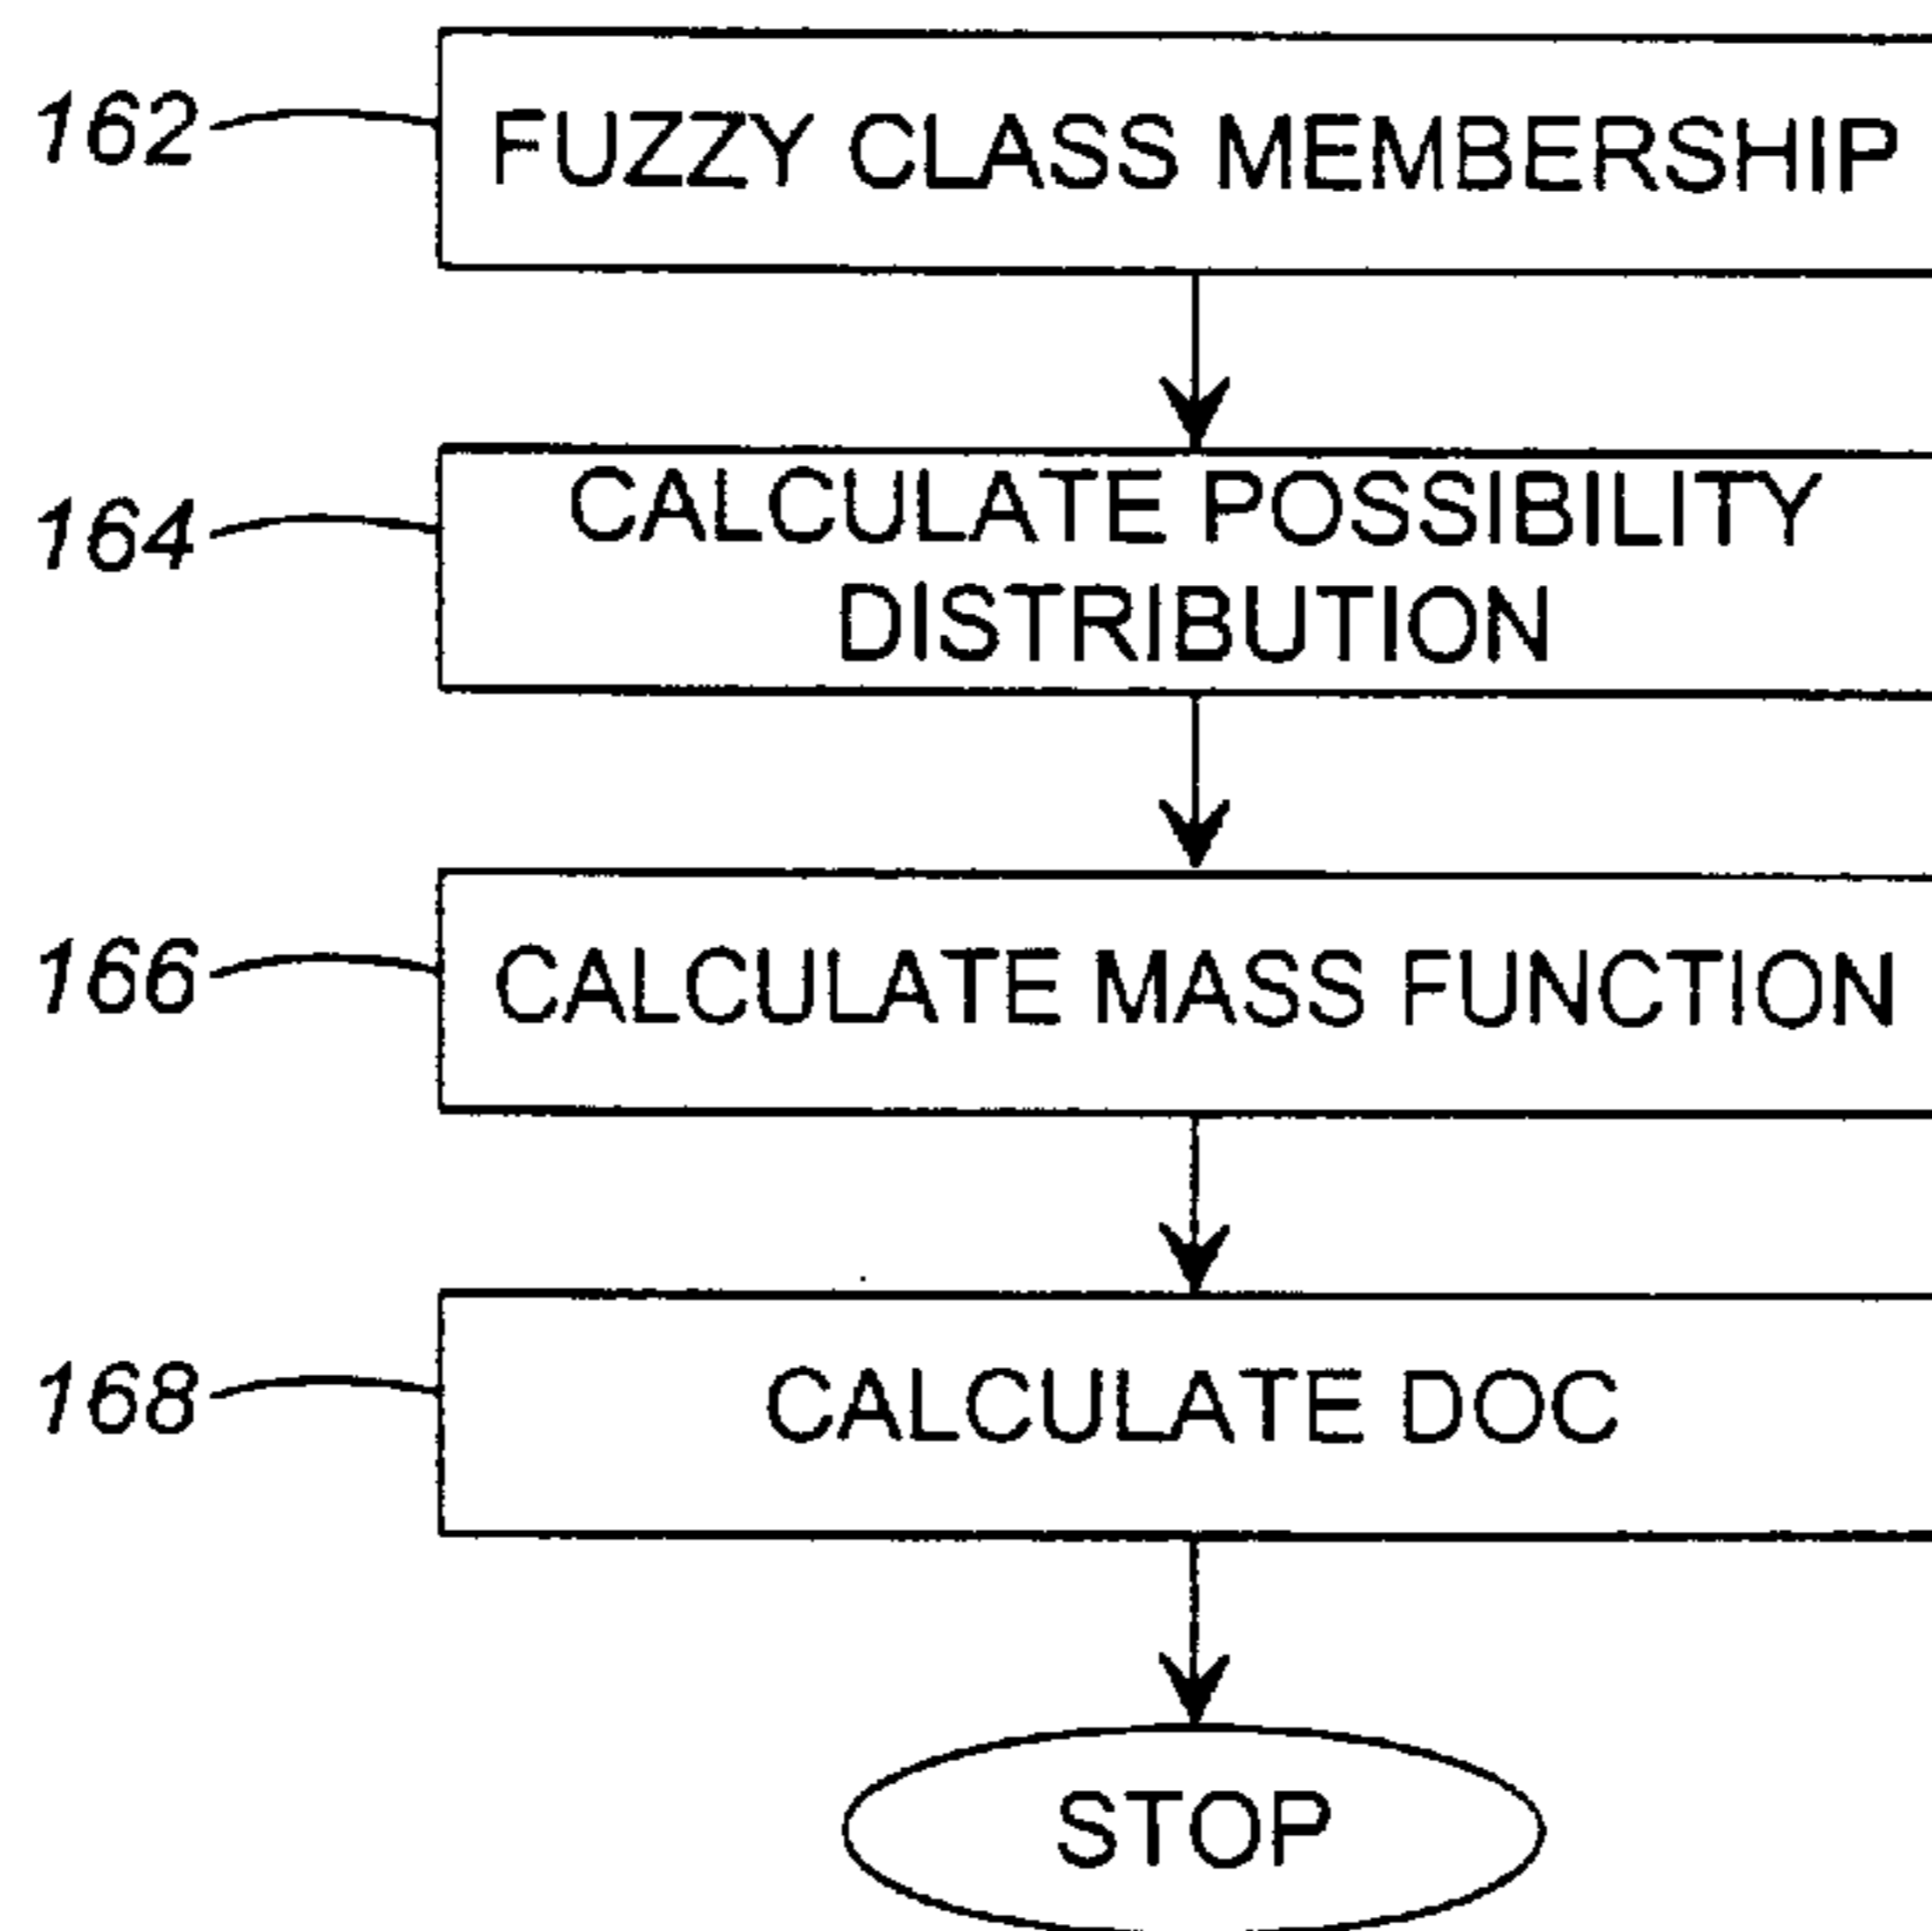 162 FUZZY CLASS MEMBERSHIP
164 CALCULATE POSSIBILITY
DISTRIBUTION
166 CALCULATE MASS FUNCTION
168 CALCULATE DOC
STOP